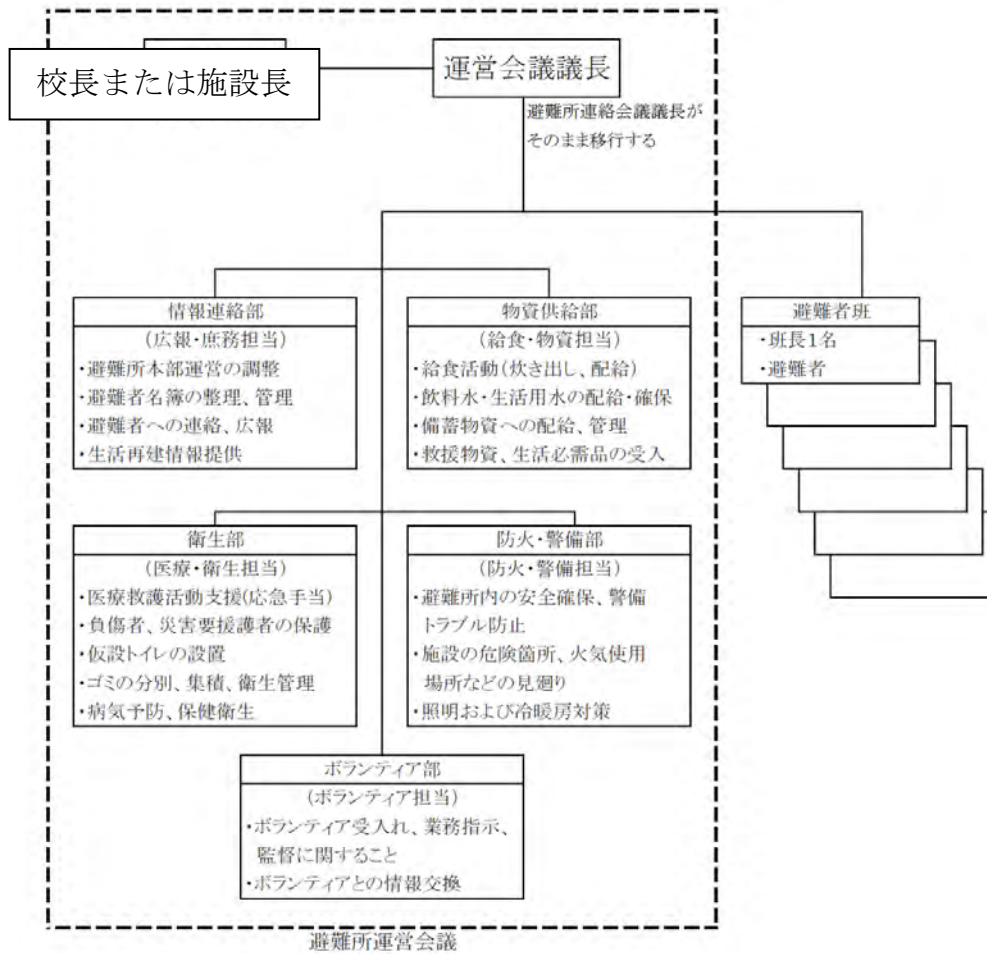 校長または施設長
運営会議議長
避難所連絡会議議長が
そのまま移行する
情報連絡部
(広報・庶務担当)
・避難所本部運営の調整
・避難者名簿の整理、管理
・避難者への連絡、広報
・生活再建情報提供
物資供給部
(給食・物資担当)
・給食活動(炊き出し、配給)
・飲料水・生活用水の配給・確保
・備蓄物資への配給、管理
・救援物資、生活必需品の受入
避難者班
・班長1名
・避難者
衛生部
(医療・衛生担当)
・医療救護活動支援(応急手当)
・負傷者、災害要援護者の保護
・仮設トイレの設置
・ゴミの分別、集積、衛生管理
・病気予防、保健衛生
防火・警備部
(防火・警備担当)
・避難所内の安全確保、警備
トラブル防止
・施設の危険箇所、火気使用
場所などの見廻り
・照明および冷暖房対策
ボランティア部
(ボランティア担当)
・ボランティア受入れ、業務指示、
監督に関すること
・ボランティアとの情報交換
避難所運営会議